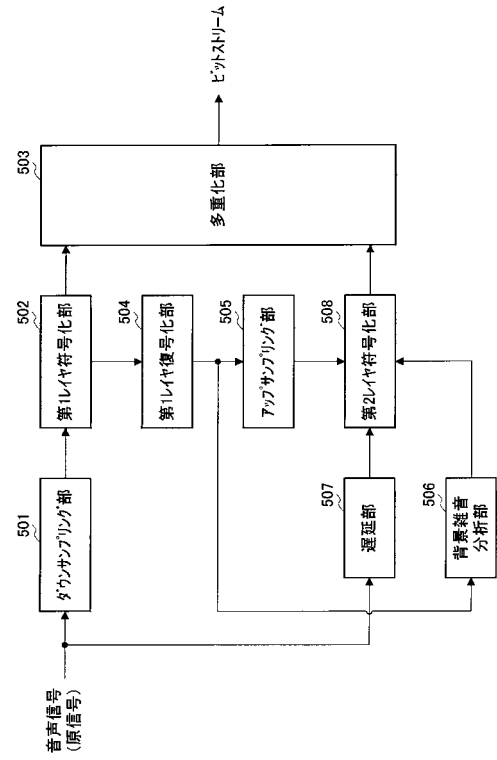 音声信号
(原信号)
501
ダウンサンプリング部
502
第1レイヤ符号化部
503
多重化部
ビットストリーム
504
第1レイヤ復号化部
505
アップサンプリング部
507
遅延部
508
第2レイヤ符号化部
506
背景雑音
分析部